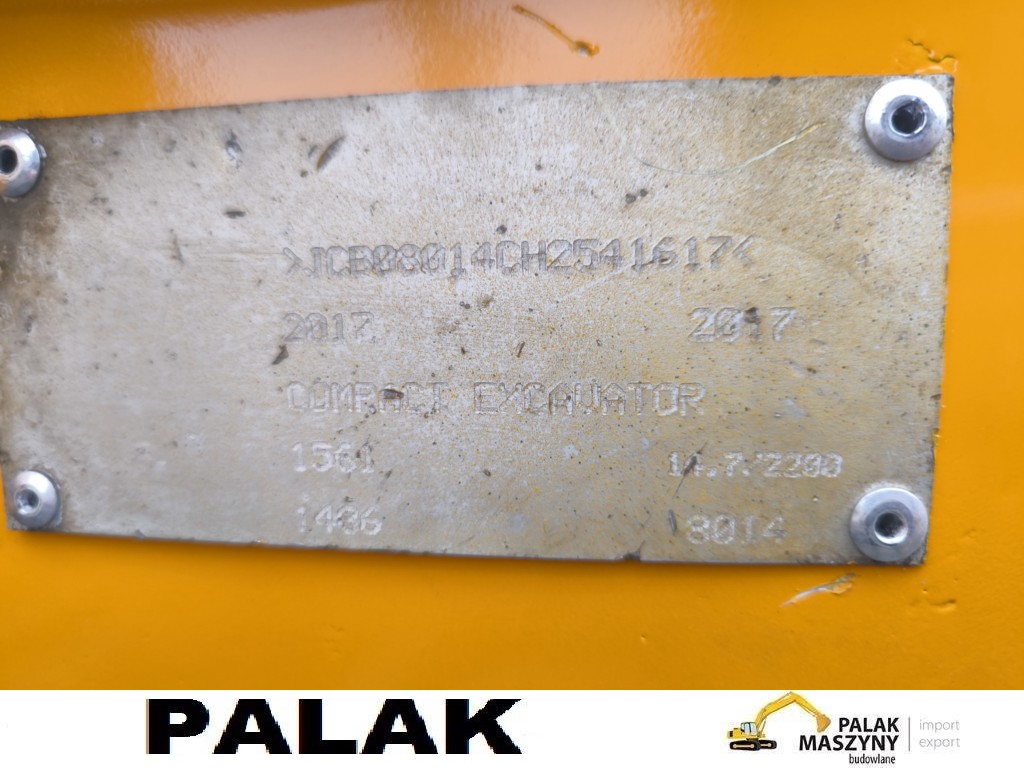 >JCB08014CH2541617<
2017 2017
COMPACT EXCAVATOR
1561 14.7/2200
1406 8014
PALAK
PALAK
MASZYNY
budowlane
import
export